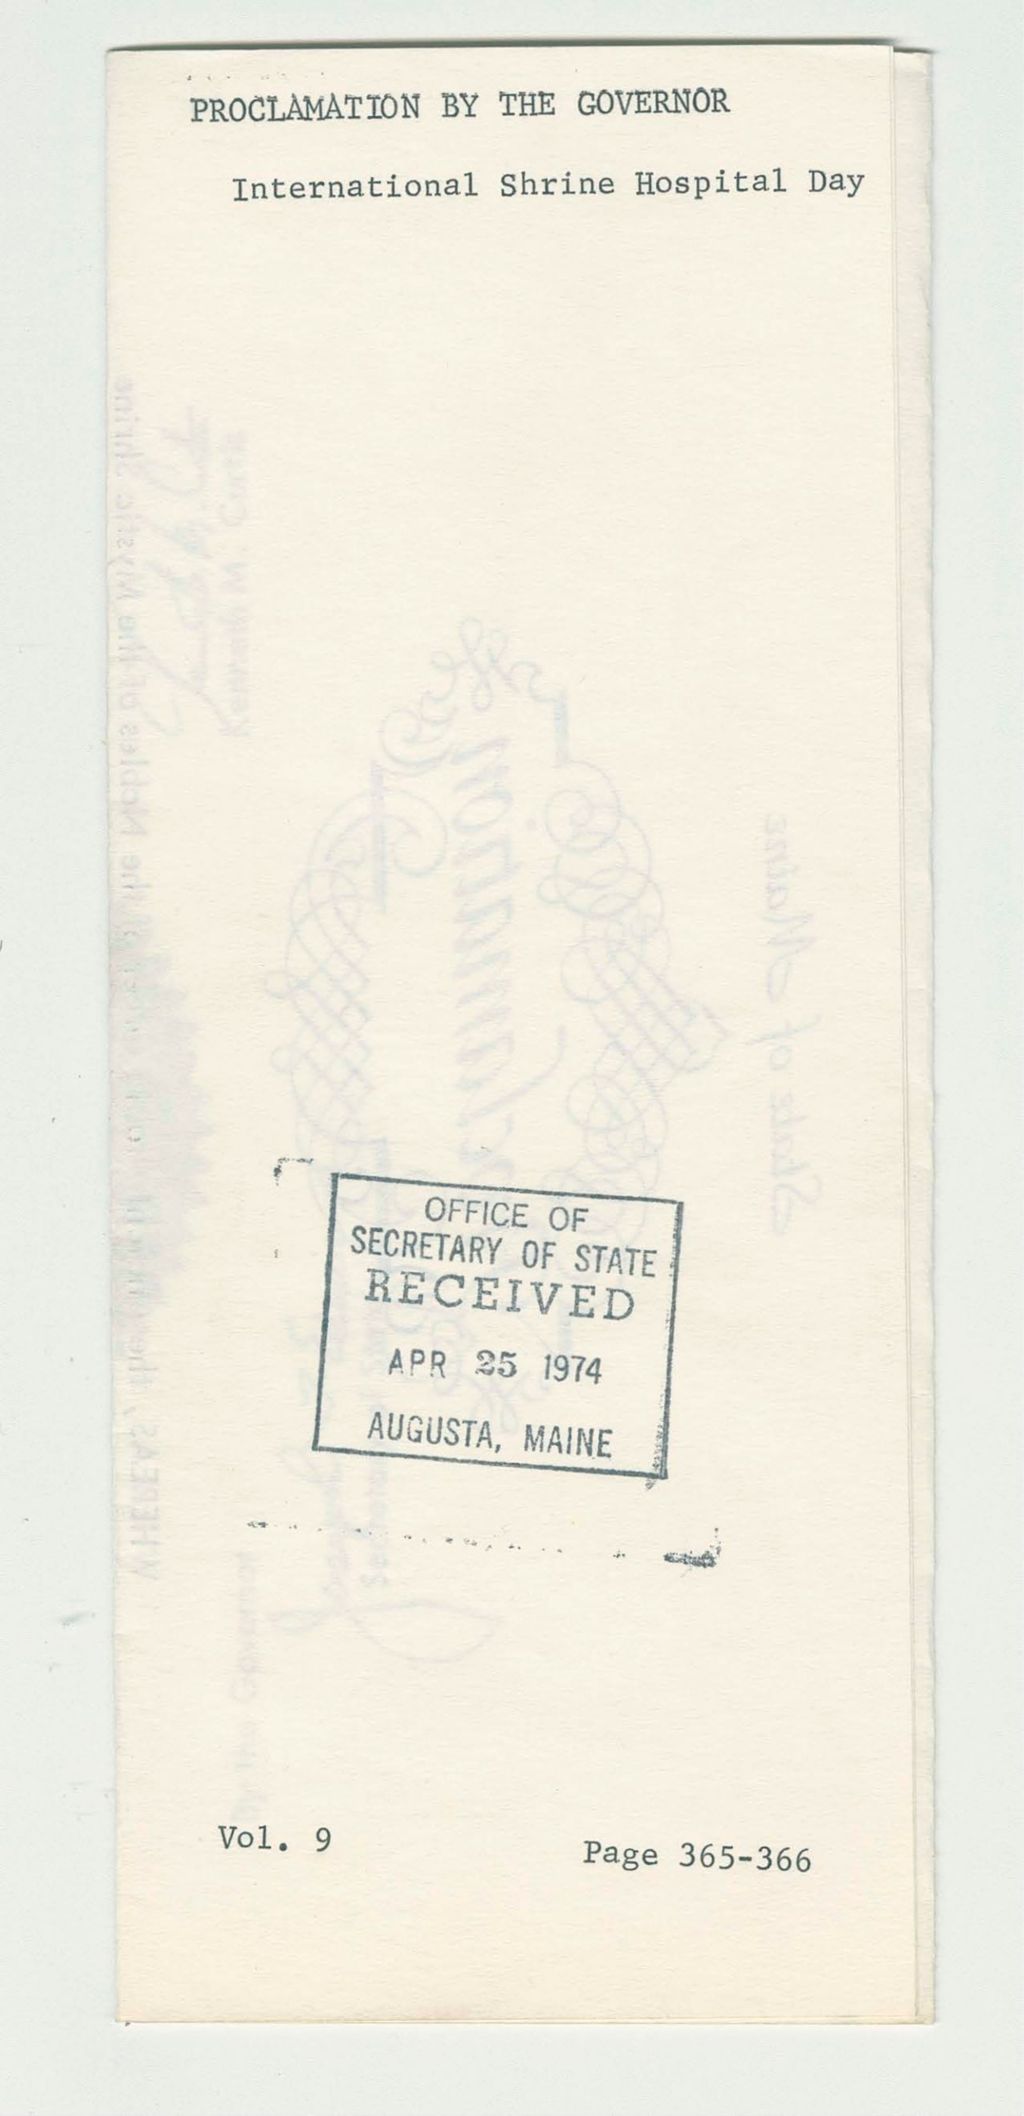 PROCLAMATION BY THE GOVERNOR
International Shrine Hospital Day
OFFICE OF
SECRETARY OF STATE
RECEIVED
APR 25 1974
AUGUSTA, MAINE
Vol. 9
Page 365-366